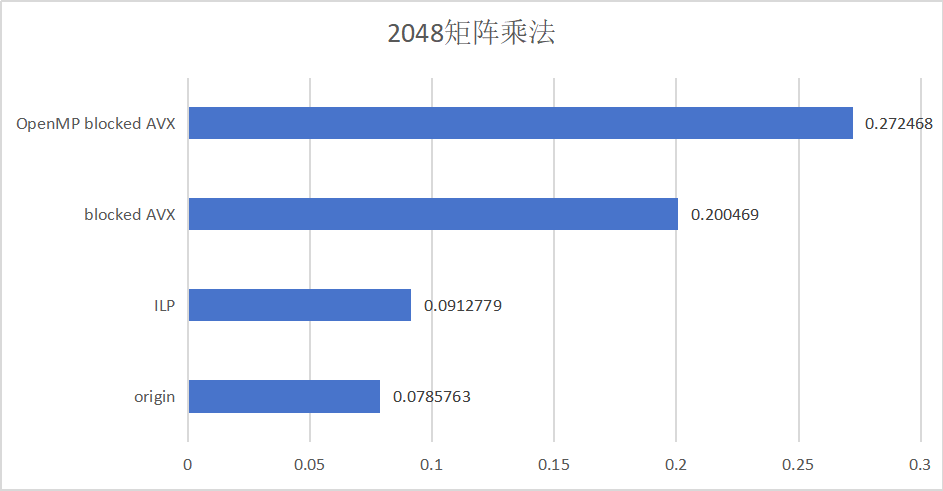 2048矩阵乘法
OpenMP blocked AVX
0.272468
blocked AVX
0.200469
ILP
0.0912779
origin
0.0785763
0
0.05
0.1
0.15
0.2
0.25
0.3